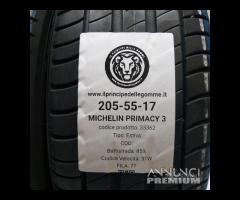 IL PRINCIPE DELLE GOMME
www.ilprincipedellegomme.it
205-55-17
MICHELIN PRIMACY 3
codice prodotto: 33362
Tipo: Estiva
DOT:
Battistrada: 85%
Codice Velocità: 91W
FILA: 77
ANNUNCI
PREMIUM